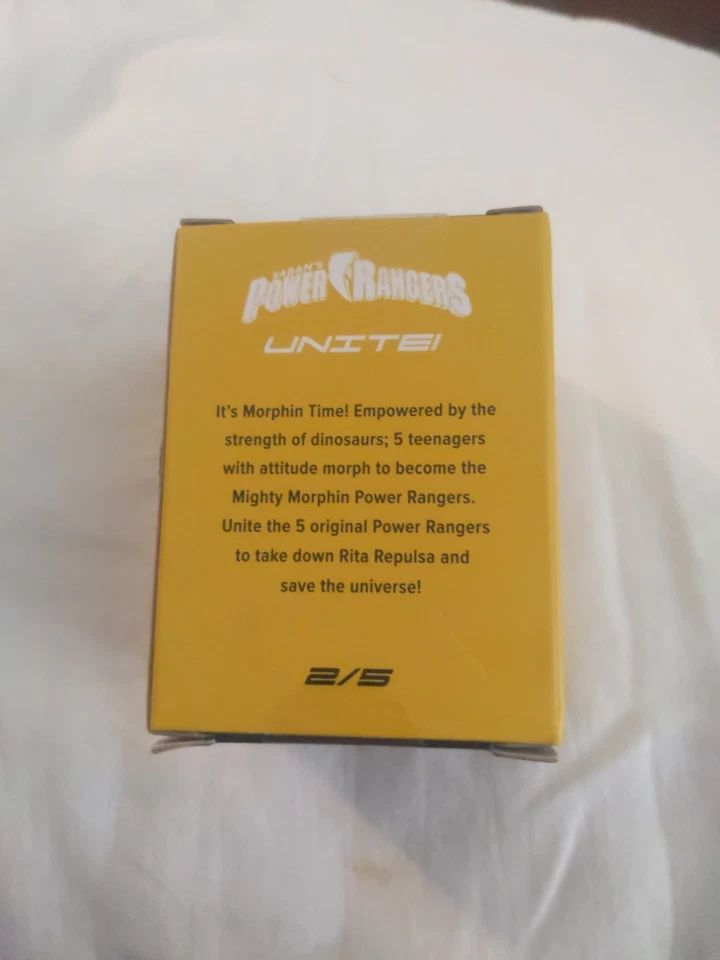 SABAN'S
POWER RANGERS
UNITE!
It's Morphin Time! Empowered by the
strength of dinosaurs; 5 teenagers
with attitude morph to become the
Mighty Morphin Power Rangers.
Unite the 5 original Power Rangers
to take down Rita Repulsa and
save the universe!
2/5